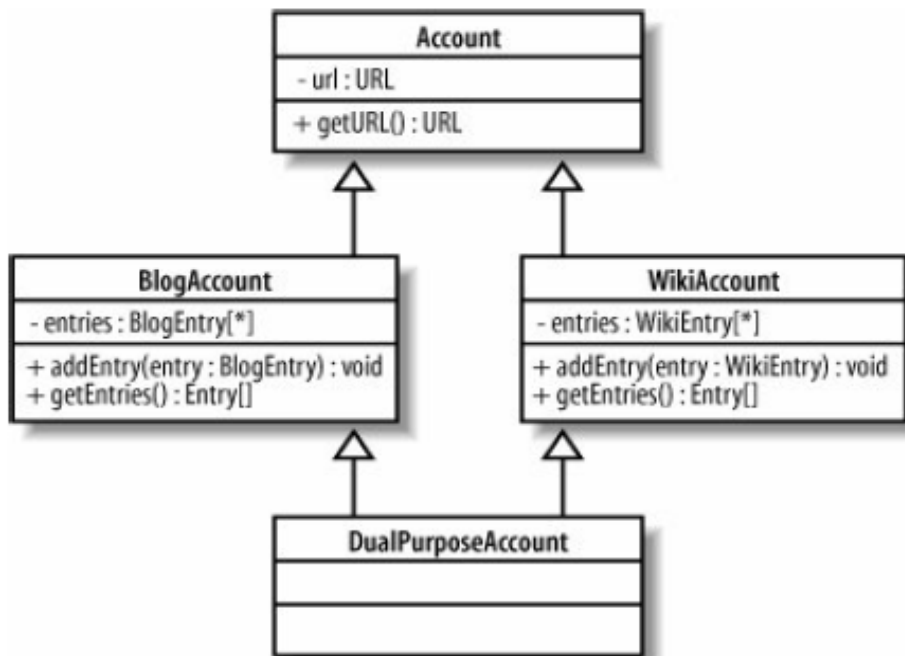 Account
- url : URL
+ getURL() : URL
BlogAccount
- entries : BlogEntry[*]
+ addEntry(entry : BlogEntry) : void
+ getEntries() : Entry[]
WikiAccount
- entries : WikiEntry[*]
+ addEntry(entry : WikiEntry) : void
+ getEntries() : Entry[]
DualPurposeAccount